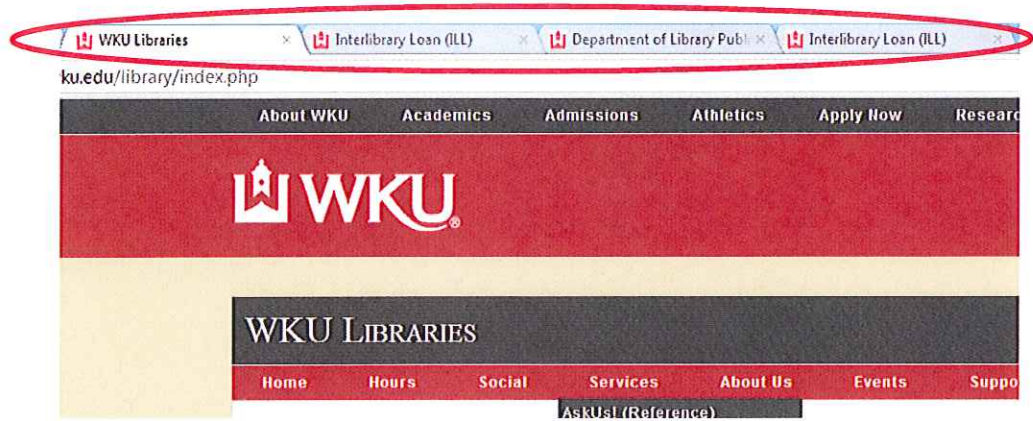 WKU Libraries × Interlibrary Loan (ILL) × Department of Library Publ × Interlibrary Loan (ILL) ×
ku.edu/library/index.php
About WKU Academics Admissions Athletics Apply Now Researc
WKU®
WKU LIBRARIES
Home Hours Social Services About Us Events Suppo
AskUs! (Reference)